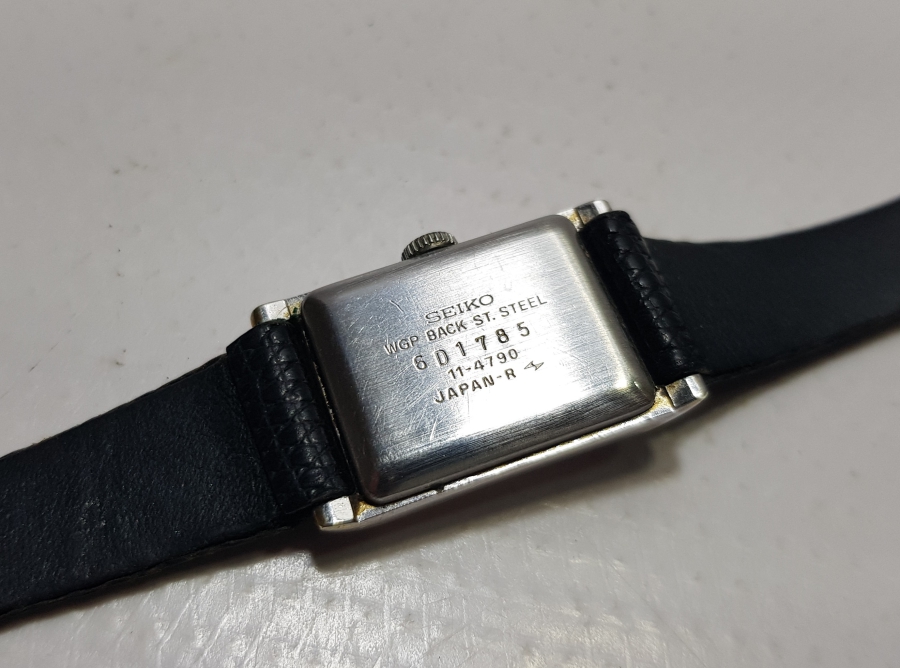 SEIKO
WGP BACK ST. STEEL
6D1785
11-4790
JAPAN-R